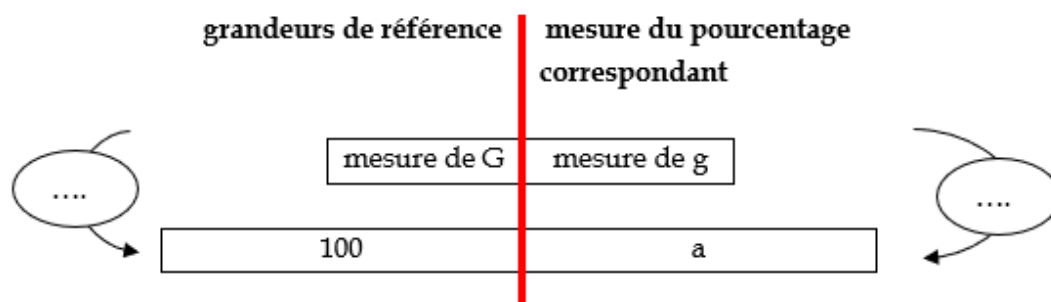 grandeurs de référence
mesure du pourcentage
correspondant
mesure de G
mesure de g
….
….
100
a